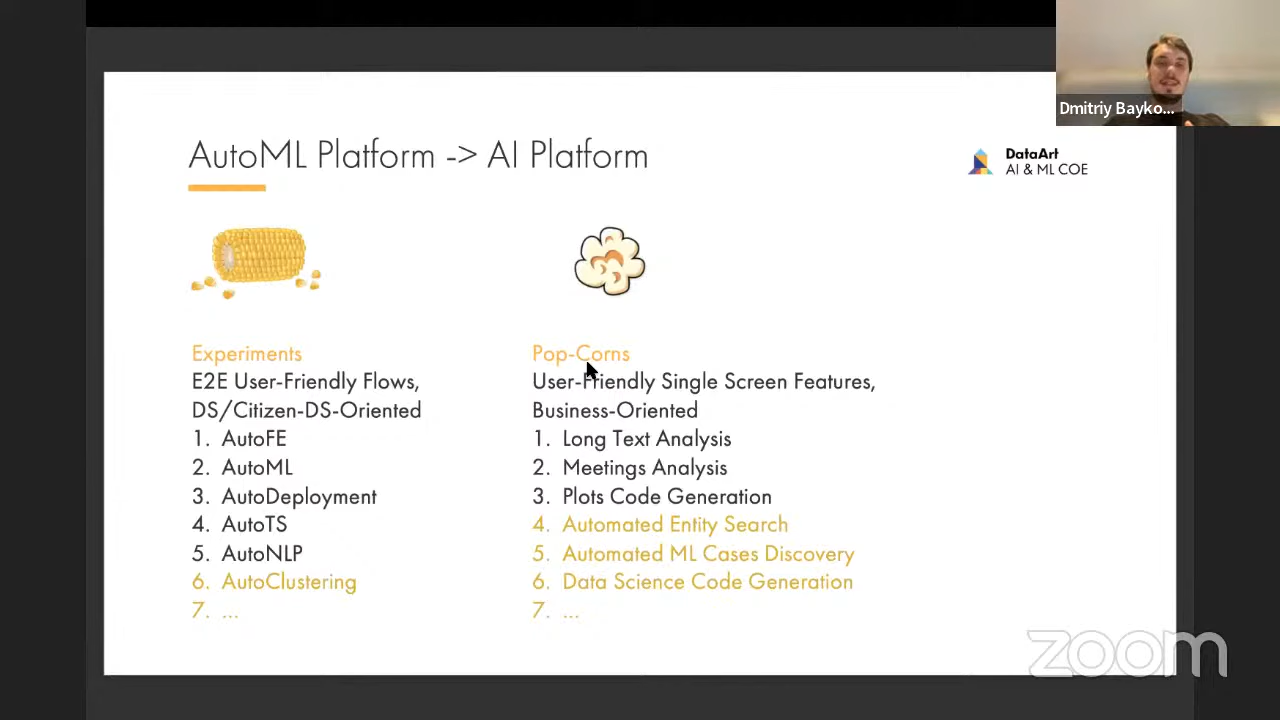 Dmitriy Bayko...
AutoML Platform -> AI Platform
DataArt
AI & ML COE
Experiments
E2E User-Friendly Flows,
DS/Citizen-DS-Oriented
1. AutoFE
2. AutoML
3. AutoDeployment
4. AutoTS
5. AutoNLP
6. AutoClustering
7. ...
Pop-Corns
User-Friendly Single Screen Features,
Business-Oriented
1. Long Text Analysis
2. Meetings Analysis
3. Plots Code Generation
4. Automated Entity Search
5. Automated ML Cases Discovery
6. Data Science Code Generation
7. ...
zoom